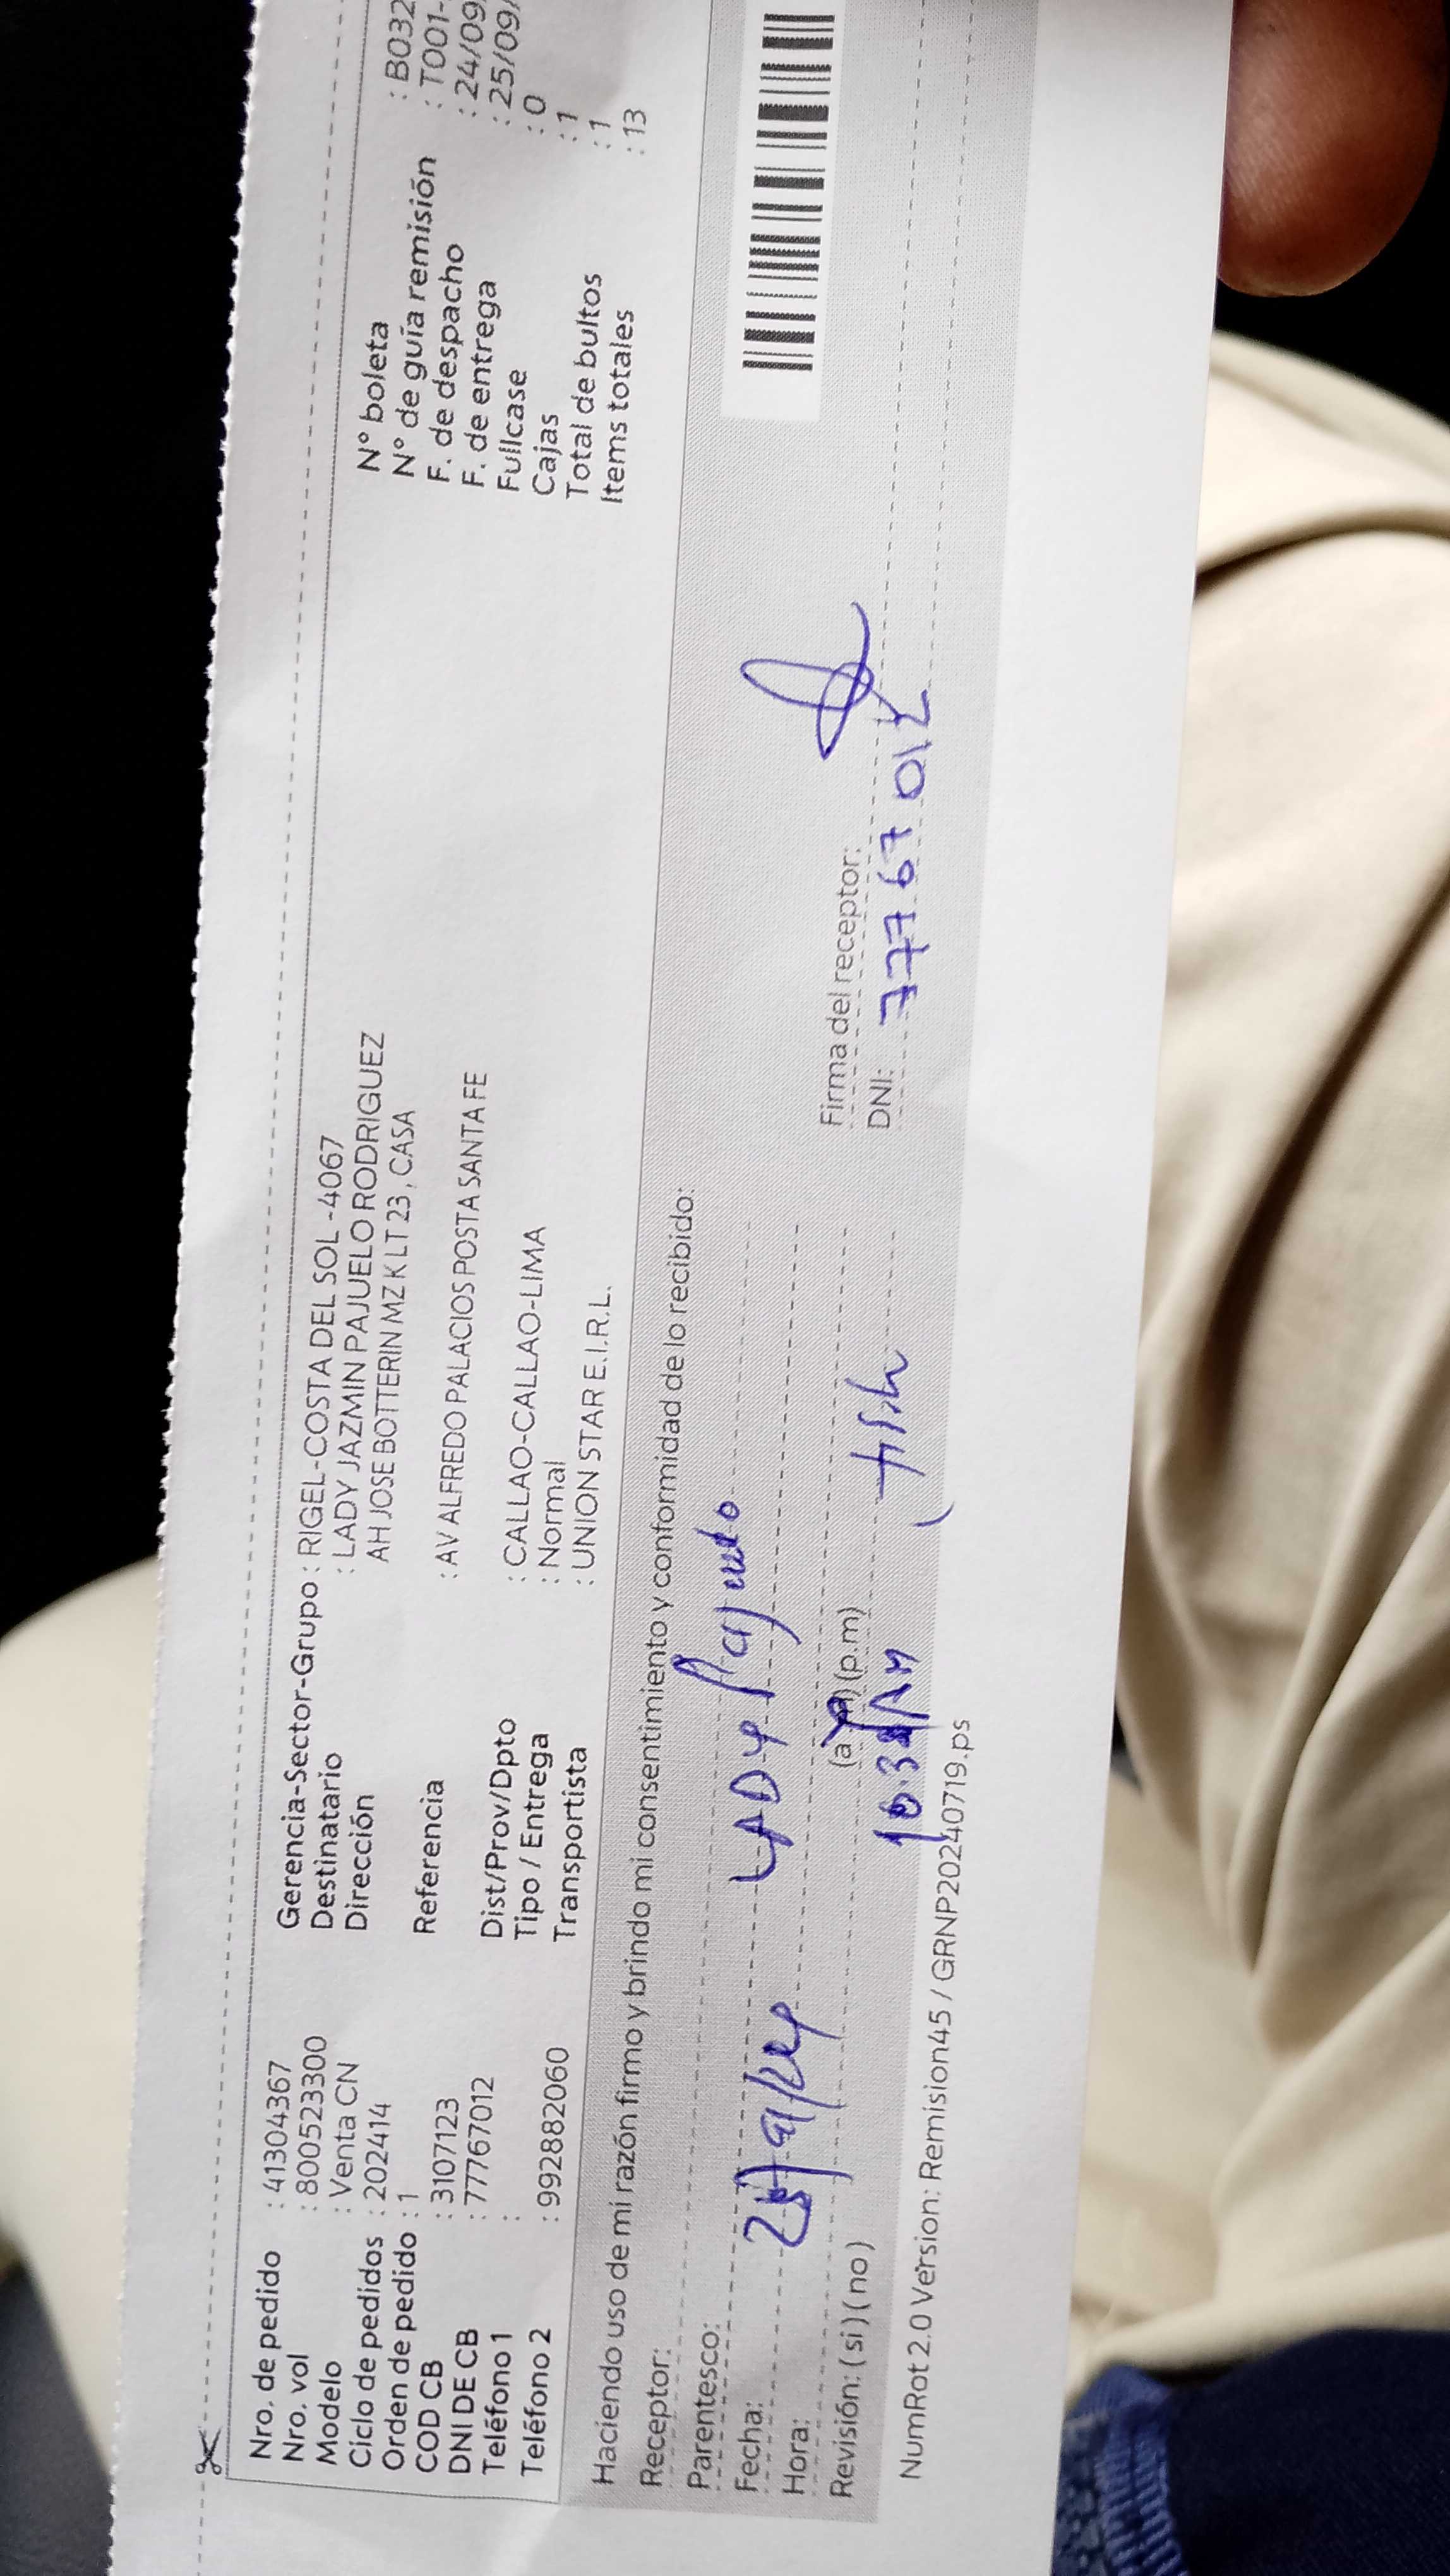 Nro. de pedido : 41304367
Nro. vol : 800523300
Modelo : Venta CN
Ciclo de pedidos : 202414
Orden de pedido : 1
COD CB : 3107123
DNI DE CB : 77767012
Teléfono 1 :
Teléfono 2 : 992882060
Gerencia-Sector-Grupo : RIGEL-COSTA DEL SOL -4067
Destinatario : LADY JAZMIN PAJUELO RODRIGUEZ
Dirección AH JOSE BOTTERIN MZ K LT 23 , CASA
Referencia : AV ALFREDO PALACIOS POSTA SANTA FE
Dist/Prov/Dpto : CALLAO-CALLAO-LIMA
Tipo / Entrega : Normal
Transportista : UNION STAR E.I.R.L.
N° boleta : B032
N° de guía remisión : T001-
F. de despacho : 24/09/
F. de entrega : 25/09/
Fullcase : 0
Cajas : 1
Total de bultos : 1
Items totales : 13
Haciendo uso de mi razón firmo y brindo mi consentimiento y conformidad de lo recibido:
Receptor:
LADy Pajuelo
Parentesco:
Fecha:
Hora: (a (p.m)
Revisión: ( si ) ( no )
Firma del receptor:
DNI: 77767012
NumRot 2.0 Version: Remision45 / GRNP20240719.ps